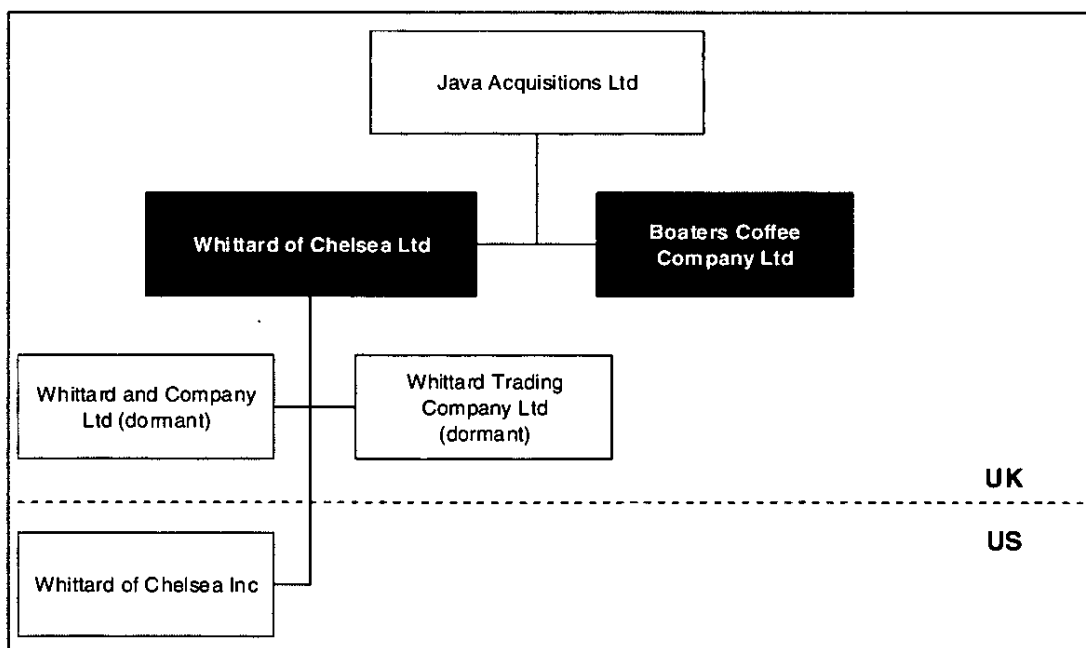 Java Acquisitions Ltd
Whittard of Chelsea Ltd
Boaters Coffee
Company Ltd
Whittard and Company
Ltd (dormant)
Whittard Trading
Company Ltd
(dormant)
UK
US
Whittard of Chelsea Inc